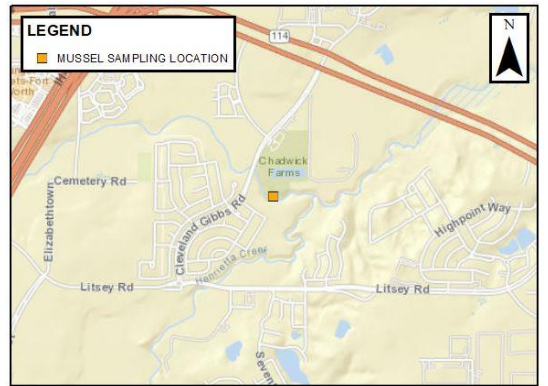 LEGEND
MUSSEL SAMPLING LOCATION
N
114
Chadwick
Farms
Cemetery Rd
Elizabethtown
Cleveland Gibbs Rd
Henrietta Creek
Highpoint Way
Litsey Rd
Litsey Rd